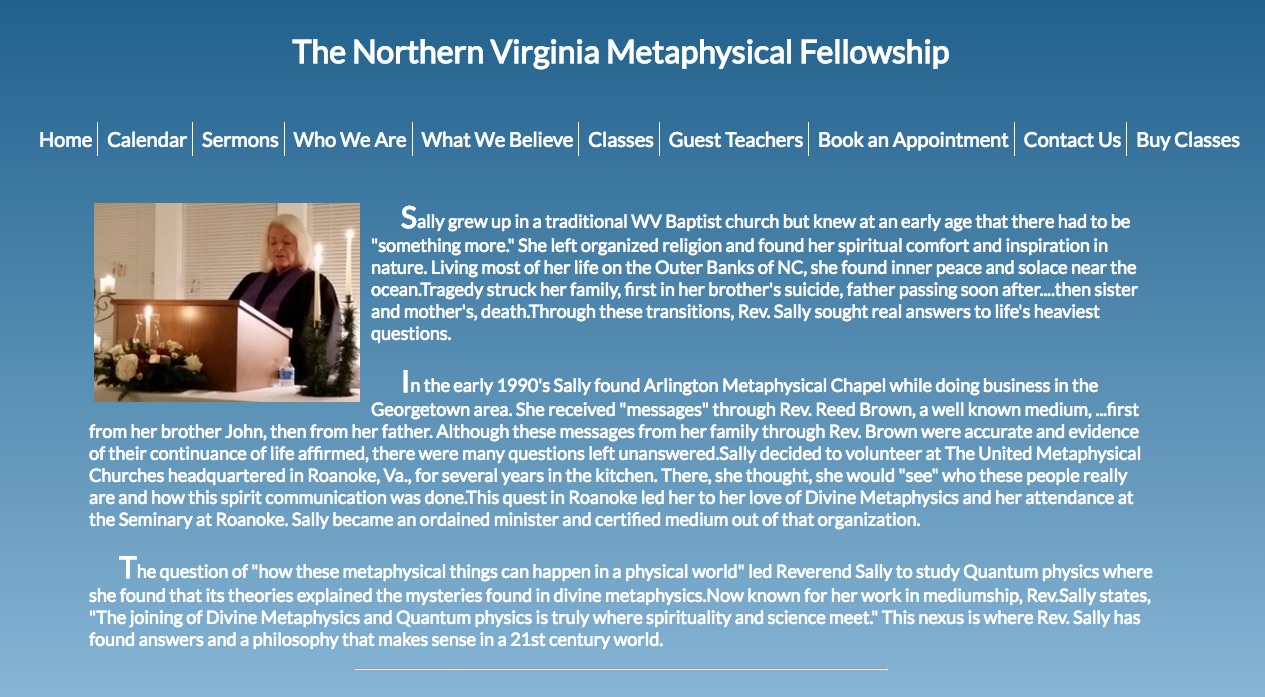 The Northern Virginia Metaphysical Fellowship
Home Calendar Sermons Who We Are What We Believe Classes Guest Teachers Book an Appointment Contact Us Buy Classes
Sally grew up in a traditional WV Baptist church but knew at an early age that there had to be
"something more." She left organized religion and found her spiritual comfort and inspiration in
nature. Living most of her life on the Outer Banks of NC, she found inner peace and solace near the
ocean.Tragedy struck her family, first in her brother's suicide, father passing soon after....then sister
and mother's, death.Through these transitions, Rev. Sally sought real answers to life's heaviest
questions.
In the early 1990's Sally found Arlington Metaphysical Chapel while doing business in the
Georgetown area. She received "messages" through Rev. Reed Brown, a well known medium, ...first
from her brother John, then from her father. Although these messages from her family through Rev. Brown were accurate and evidence
of their continuance of life affirmed, there were many questions left unanswered.Sally decided to volunteer at The United Metaphysical
Churches headquartered in Roanoke, Va., for several years in the kitchen. There, she thought, she would "see" who these people really
are and how this spirit communication was done.This quest in Roanoke led her to her love of Divine Metaphysics and her attendance at
the Seminary at Roanoke. Sally became an ordained minister and certified medium out of that organization.
The question of "how these metaphysical things can happen in a physical world" led Reverend Sally to study Quantum physics where
she found that its theories explained the mysteries found in divine metaphysics.Now known for her work in mediumship, Rev.Sally states,
"The joining of Divine Metaphysics and Quantum physics is truly where spirituality and science meet." This nexus is where Rev. Sally has
found answers and a philosophy that makes sense in a 21st century world.